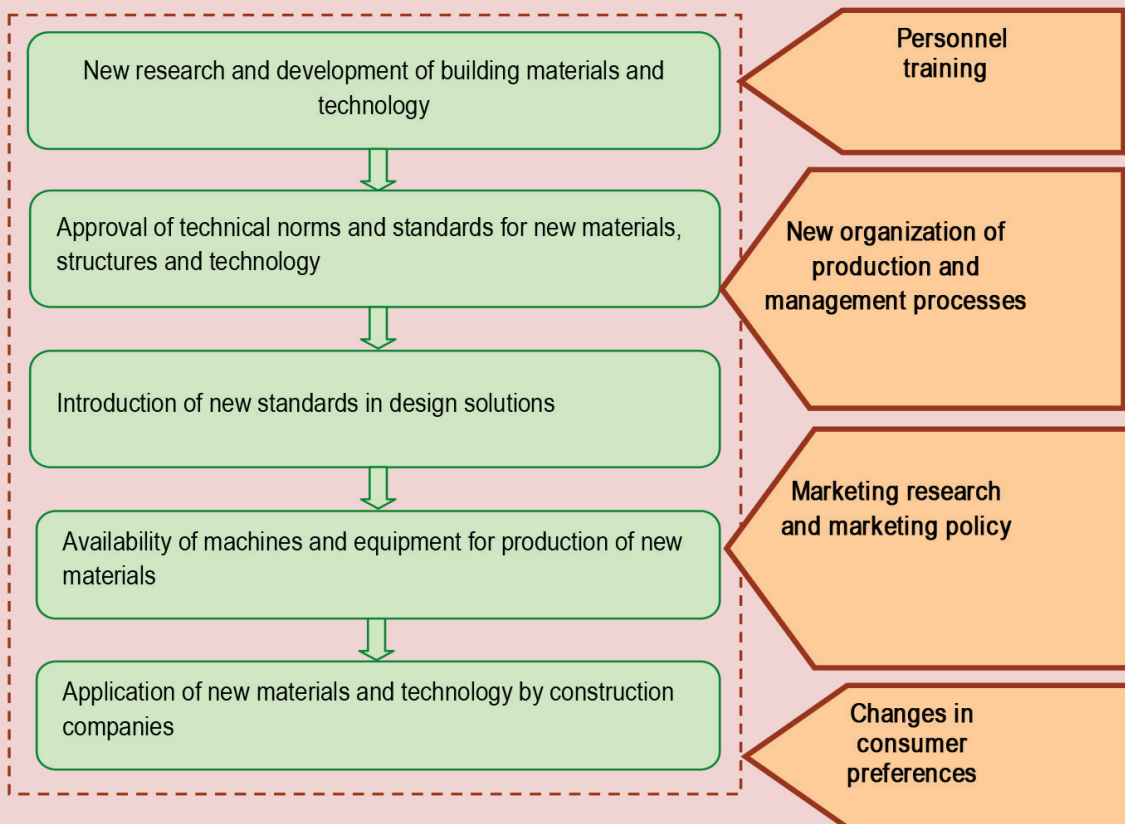 New research and development of building materials and
technology
Approval of technical norms and standards for new materials,
structures and technology
Introduction of new standards in design solutions
Availability of machines and equipment for production of new
materials
Application of new materials and technology by construction
companies
Personnel
training
New organization of
production and
management processes
Marketing research
and marketing policy
Changes in
consumer
preferences